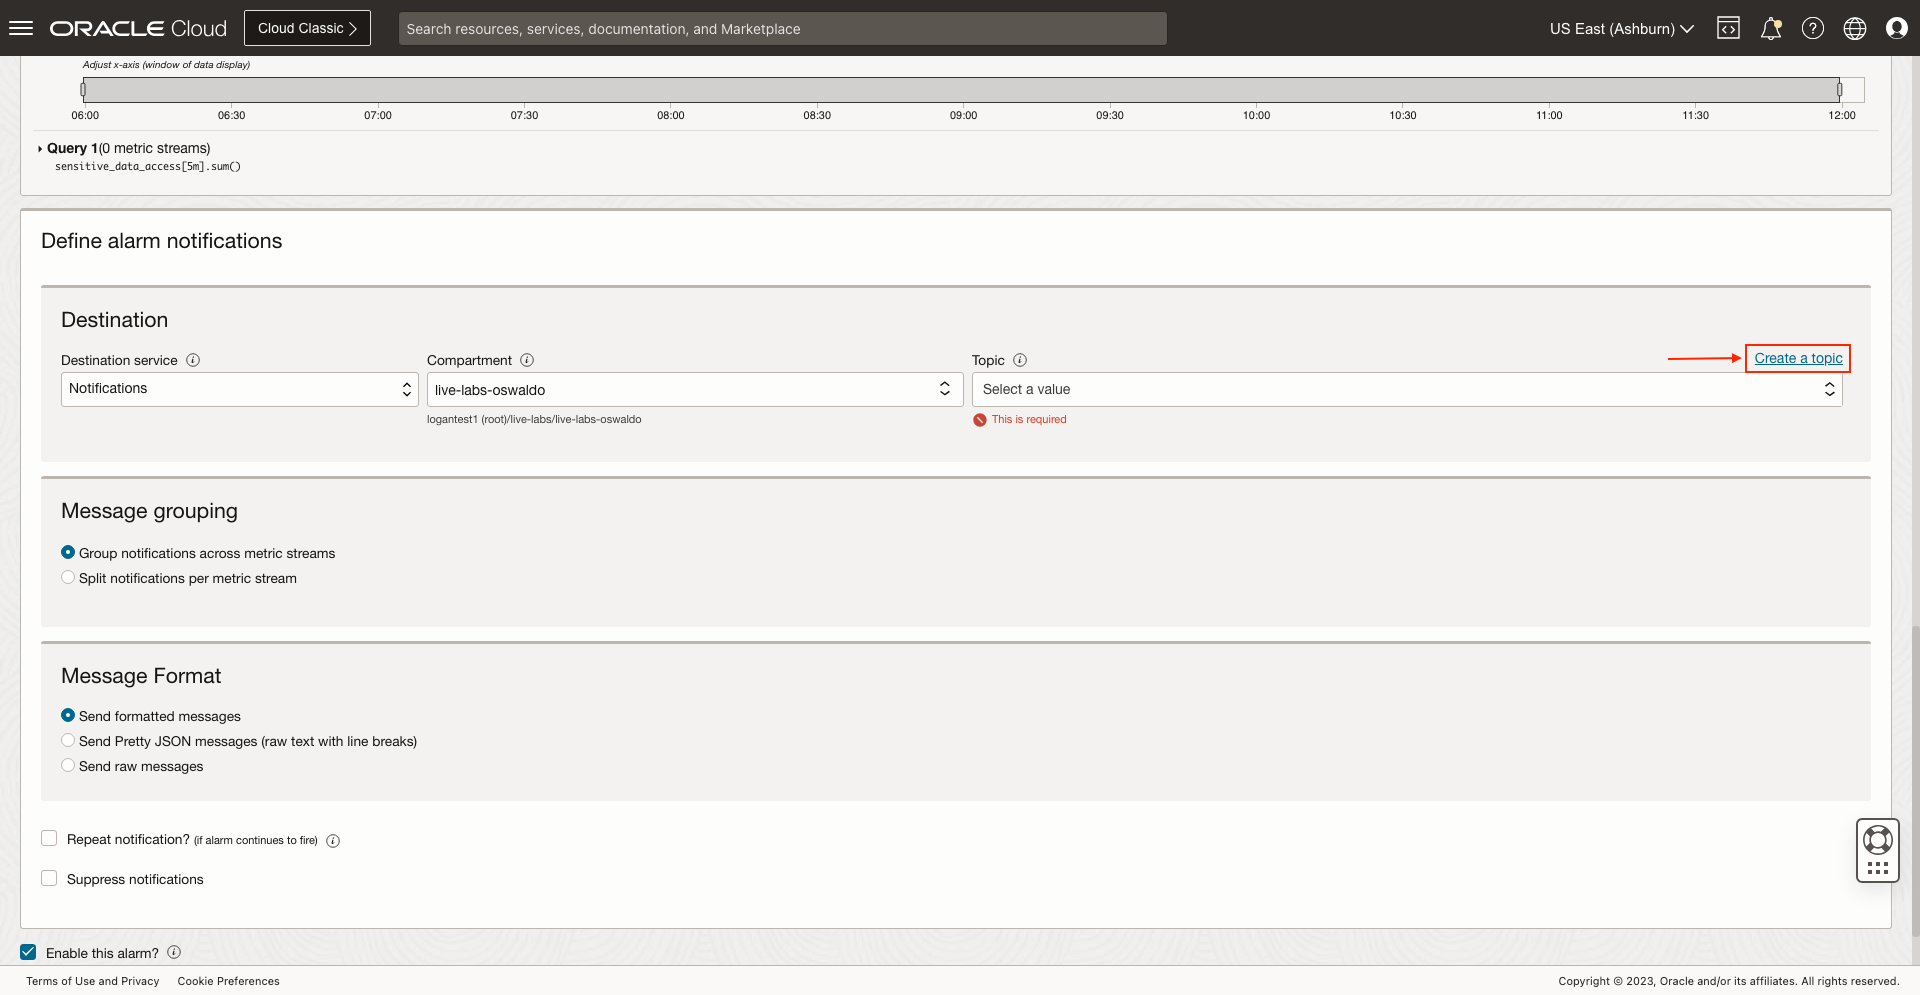 ORACLE Cloud
Cloud Classic
Search resources, services, documentation, and Marketplace
US East (Ashburn)
Adjust x-axis (window of data display)
06:00 06:30 07:00 07:30 08:00 08:30 09:00 09:30 10:00 10:30 11:00 11:30 12:00
Query 1(0 metric streams)
sensitive_data_access[5m].sum()
Define alarm notifications
Destination
Destination service
Compartment
Topic
Create a topic
Notifications
live-labs-oswaldo
Select a value
logantest1 (root)/live-labs/live-labs-oswaldo
This is required
Message grouping
Group notifications across metric streams
Split notifications per metric stream
Message Format
Send formatted messages
Send Pretty JSON messages (raw text with line breaks)
Send raw messages
Repeat notification? (if alarm continues to fire)
Suppress notifications
Enable this alarm?
Terms of Use and Privacy
Cookie Preferences
Copyright © 2023, Oracle and/or its affiliates. All rights reserved.